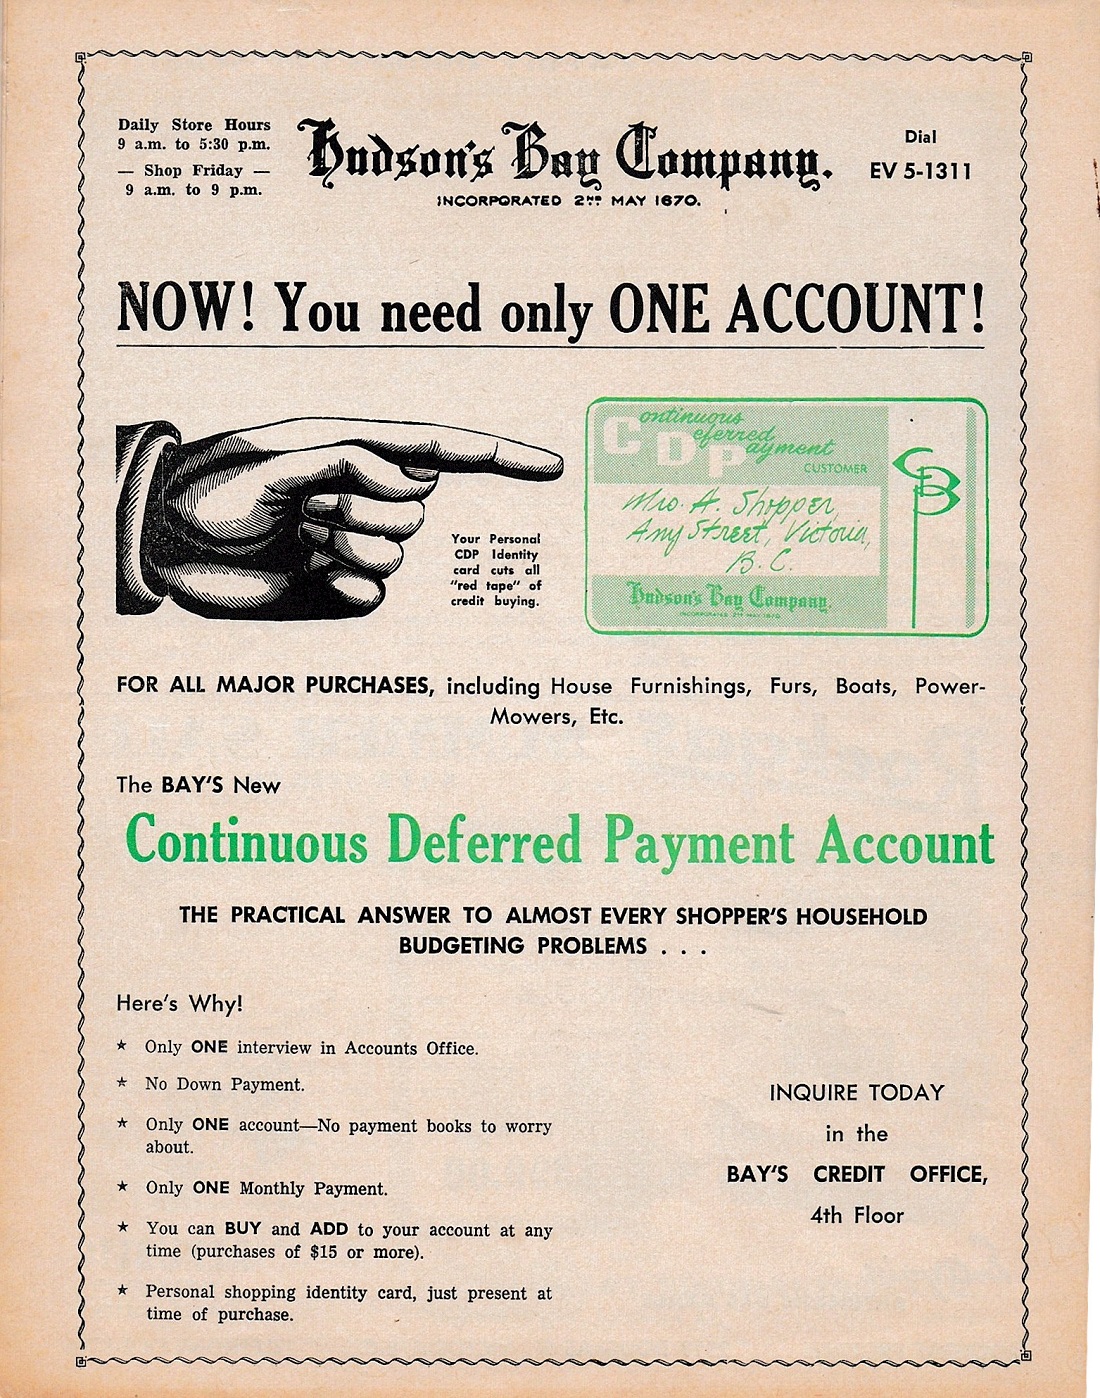 Daily Store Hours
9 a.m. to 5:30 p.m.
— Shop Friday —
9 a.m. to 9 p.m.
Hudson's Bay Company.
INCORPORATED 2ND MAY 1670.
Dial
EV 5-1311
NOW! You need only ONE ACCOUNT!
Your Personal
CDP Identity
card cuts all
"red tape" of
credit buying.
Continuous
Deferred
Payment
CUSTOMER
CB
Mrs. A. Shopper,
Any Street, Victoria,
B.C.
Hudson's Bay Company.
INCORPORATED 2ND MAY 1670.
FOR ALL MAJOR PURCHASES, including House Furnishings, Furs, Boats, Power-
Mowers, Etc.
The BAY'S New
Continuous Deferred Payment Account
THE PRACTICAL ANSWER TO ALMOST EVERY SHOPPER'S HOUSEHOLD
BUDGETING PROBLEMS . . .
Here's Why!
★ Only ONE interview in Accounts Office.
★ No Down Payment.
★ Only ONE account—No payment books to worry
about.
★ Only ONE Monthly Payment.
★ You can BUY and ADD to your account at any
time (purchases of $15 or more).
★ Personal shopping identity card, just present at
time of purchase.
INQUIRE TODAY
in the
BAY'S CREDIT OFFICE,
4th Floor